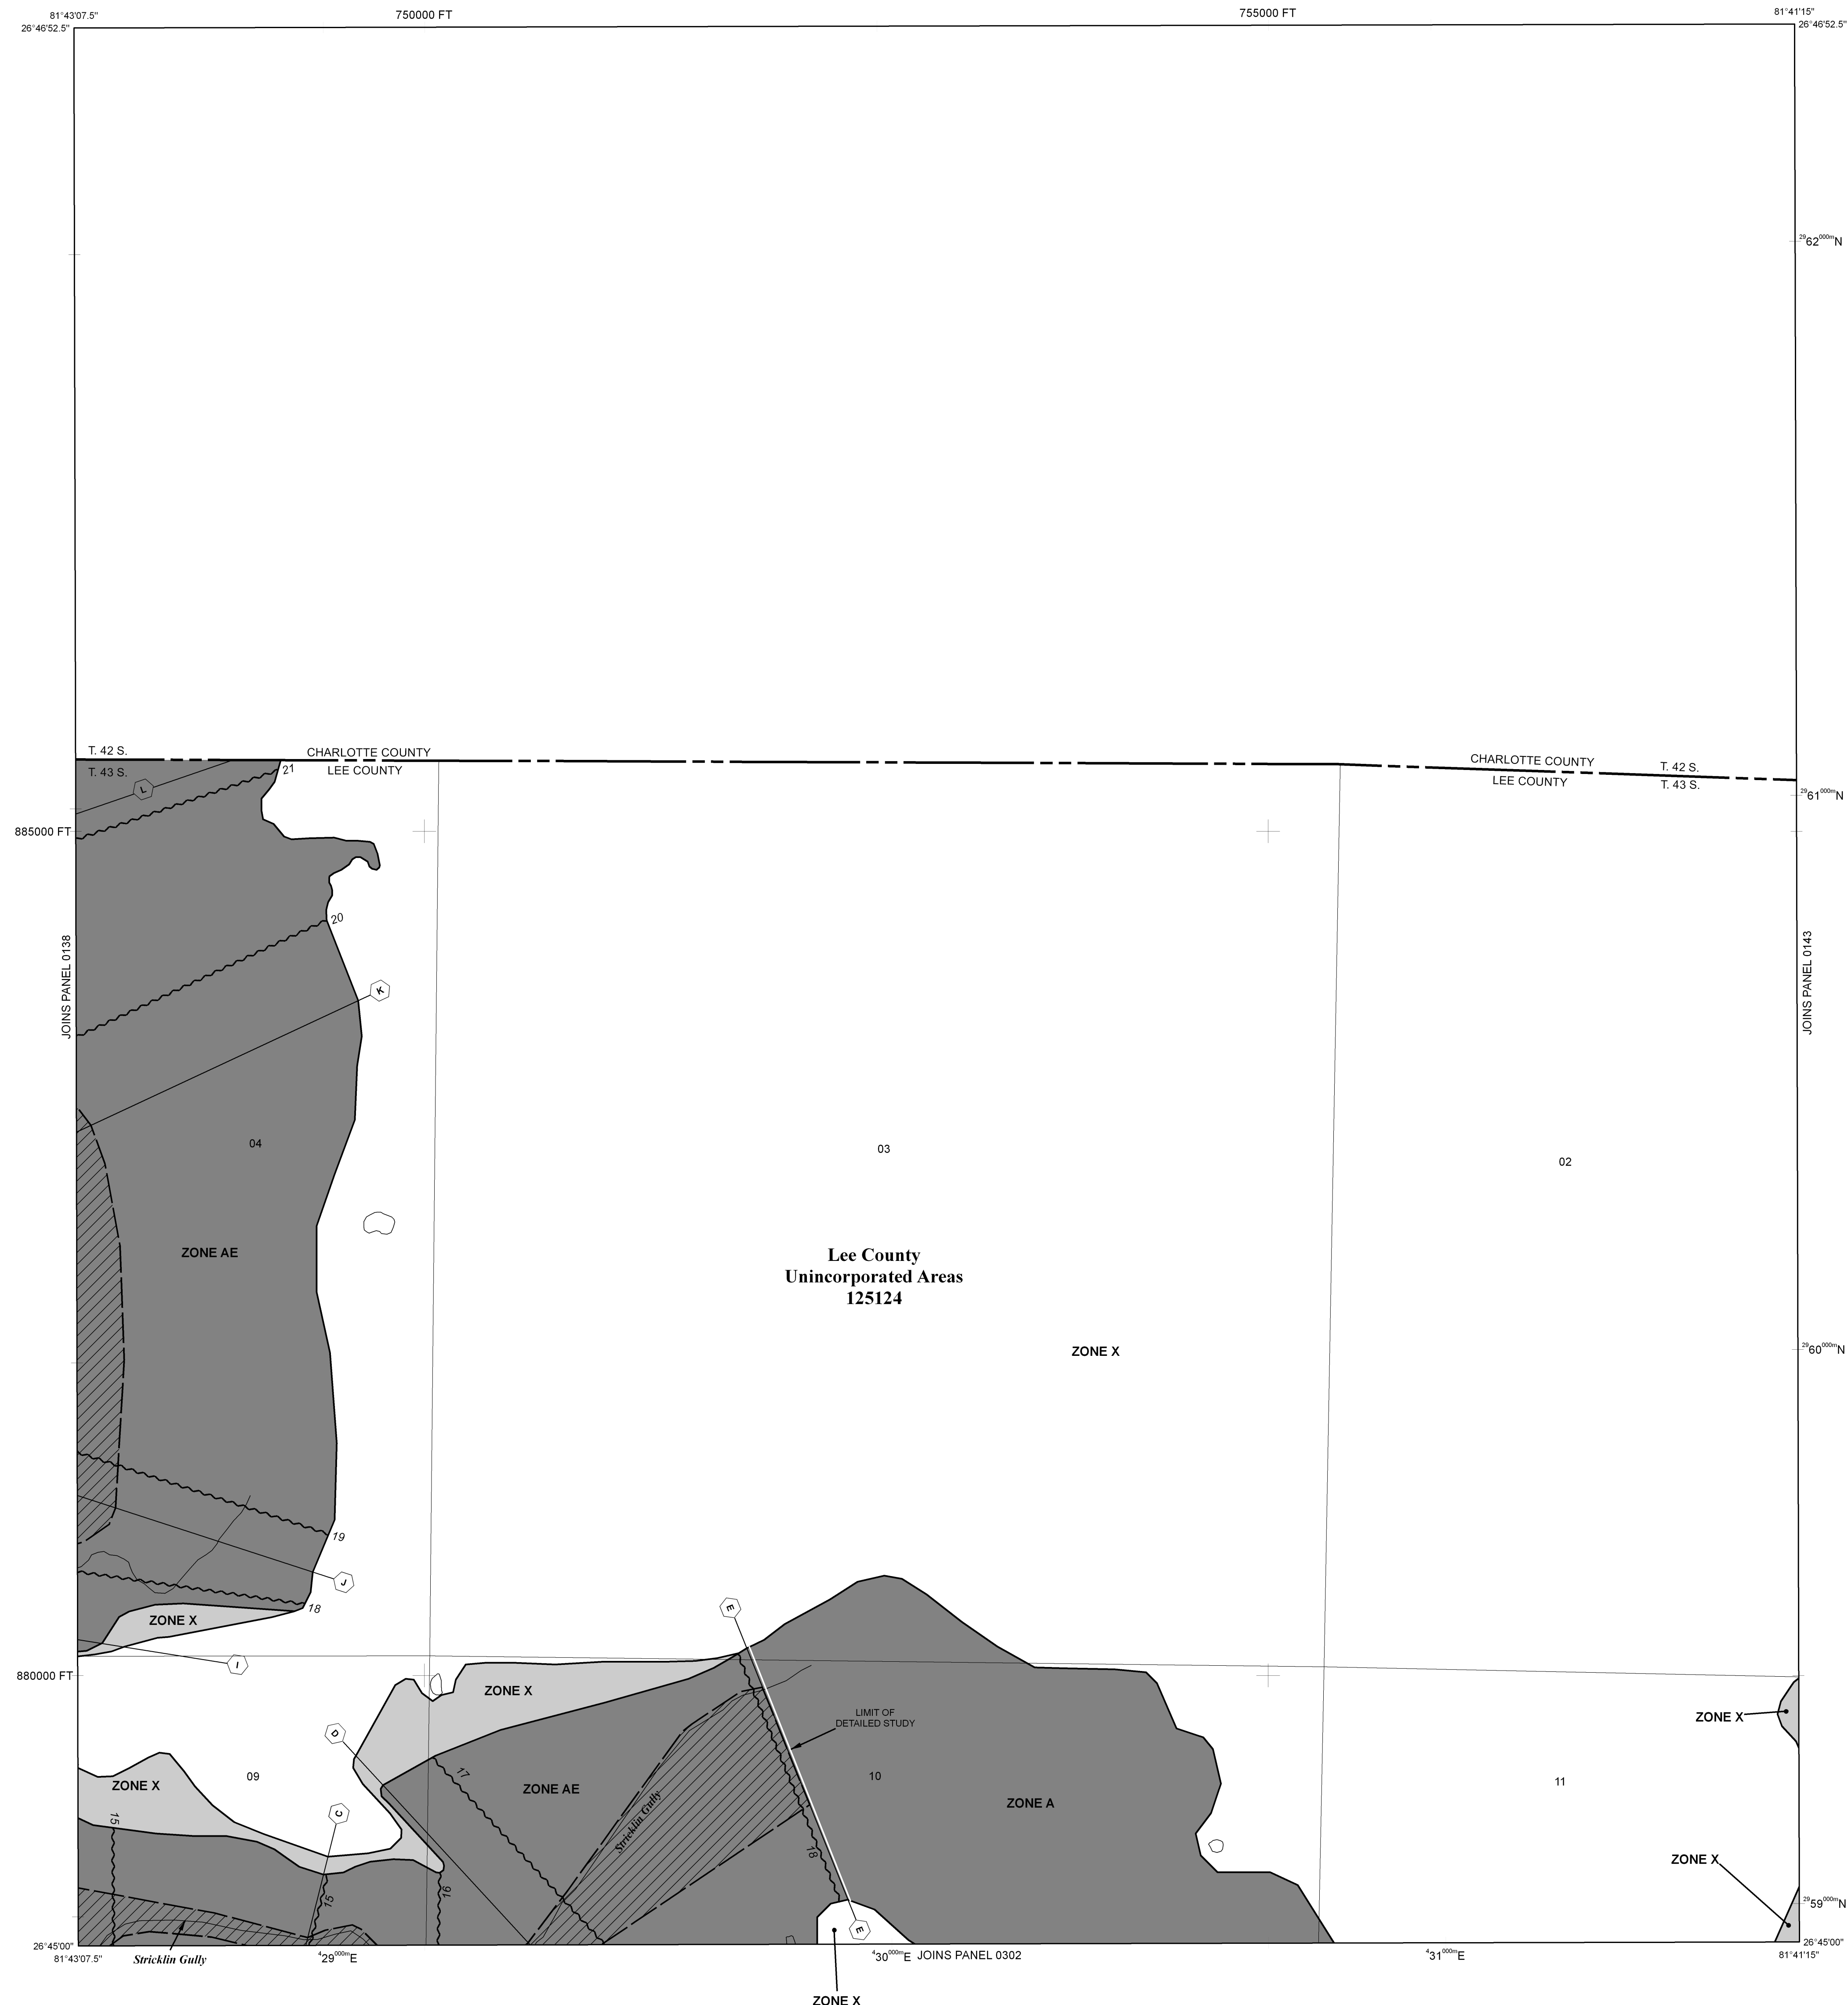 81°43'07.5"
750000 FT
755000 FT
81°41'15"
26°46'52.5"
26°46'52.5"
2962000mN
T. 42 S.
CHARLOTTE COUNTY
CHARLOTTE COUNTY
T. 42 S.
T. 43 S.
LEE COUNTY
LEE COUNTY
T. 43 S.
L
21
2961000mN
885000 FT
20
JOINS PANEL 0138
JOINS PANEL 0143
K
04
03
02
ZONE AE
Lee County
Unincorporated Areas
125124
ZONE X
2960000mN
19
J
18
E
ZONE X
I
880000 FT
ZONE X
LIMIT OF
DETAILED STUDY
ZONE X
D
17
09
ZONE X
ZONE AE
10
11
ZONE A
Stricklin Gully
15
C
18
ZONE X
16
15
2959000mN
E
26°45'00"
26°45'00"
81°43'07.5"
Stricklin Gully
429000mE
430000mE
JOINS PANEL 0302
431000mE
81°41'15"
ZONE X